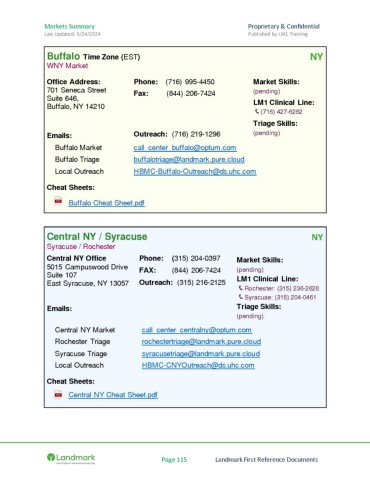 Markets Summary Proprietary & Confidential
Last Updated: 5/24/2024 Published by LM1 Training
Buffalo Time Zone (EST) NY
WNY Market
Office Address: Phone: (716) 995-4450 Market Skills:
701 Seneca Street Fax: (844) 206-7424 (pending)
Suite 646, LM1 Clinical Line:
Buffalo, NY 14210 (716) 427-6282
Triage Skills:
Emails: Outreach: (716) 219-1296 (pending)
Buffalo Market call_center_buffalo@optum.com
Buffalo Triage buffalotriage@landmark.pure.cloud
Local Outreach HBMC-Buffalo-Outreach@ds.uhc.com
Cheat Sheets:
Buffalo Cheat Sheet.pdf
Central NY / Syracuse NY
Syracuse / Rochester
Central NY Office Phone: (315) 204-0397 Market Skills:
5015 Campuswood Drive FAX: (844) 206-7424 (pending)
Suite 107 LM1 Clinical Line:
East Syracuse, NY 13057 Outreach: (315) 216-2125 Rochester: (315) 236-2628
Syracuse: (315) 204-0461
Emails: Triage Skills:
(pending)
Central NY Market call_center_centralny@optum.com
Rochester Triage rochestertriage@landmark.pure.cloud
Syracuse Triage syracusetriage@landmark.pure.cloud
Local Outreach HBMC-CNYOutreach@ds.uhc.com
Cheat Sheets:
Central NY Cheat Sheet.pdf
Landmark Page 115 Landmark First Reference Documents